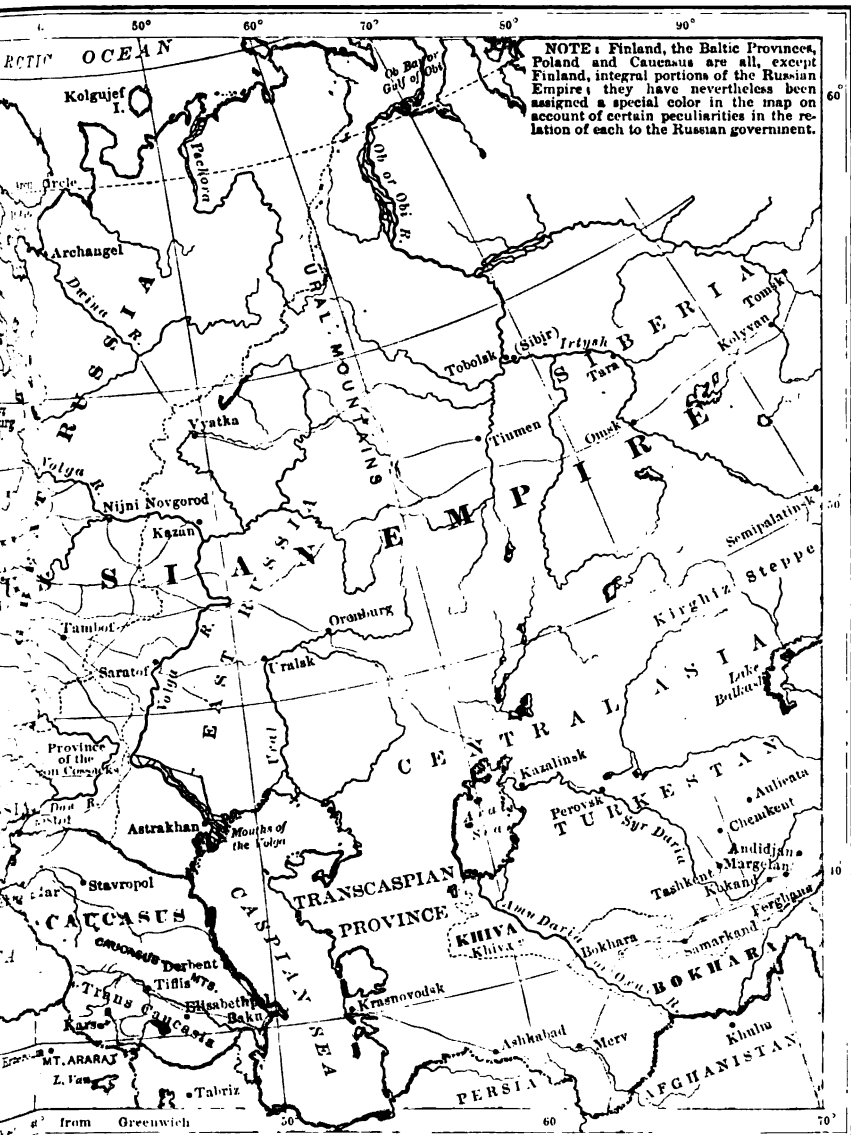 50°
60°
70°
80°
90°
OCEAN
NOTE: Finland, the Baltic Provinces,
Poland and Caucasus are all, except
Finland, integral portions of the Russian
Empire; they have nevertheless been
assigned a special color in the map on
account of certain peculiarities in the re-
lation of each to the Russian government.
60°
Kolgujef
I.
Ob Bay or
Gulf of Obi
Pachora
Ob or Obi R.
Circle
Archangel
Dwina R.
RUSSIA
URAL MOUNTAINS
SIBERIA
Tomsk
Kolyvan
Tobolsk
(Sibir)
Irtysh
Tara
Vyatka
Tiumen
Omsk
Volga R.
Nijni Novgorod
Kazan
SIAN EMPIRE
Semipalatinsk
Kirghiz Steppe
EAST RUSSIA
Tambof
Orenburg
Saratof
Volga R.
Uralsk
Ural
Lake
Balkash
CENTRAL ASIA
Province
of the
Cossacks
Don R.
Kazalinsk
Aral
Sea
Perovsk
TURKESTAN
Syr Daria
Aulieata
Chemkent
Astrakhan
Mouths of
the Volga
Andidjan
Margelan
Tashkent
Kokand
Ferghana
Stavropol
CAUCASUS
CASPIAN SEA
TRANSCASPIAN
PROVINCE
KHIVA
Khiva
Amu Daria
Bokhara
Samarkand
BOKHARA
CAUCASUS MTS.
Derbent
Tiflis
Trans Caucasia
Elisabethpol
Baku
Kars
Krasnovodsk
MT. ARARAT
L. Van
Tabriz
Ashkabad
Merv
Khulu
PERSIA
AFGHANISTAN
from Greenwich
50°
60
70°